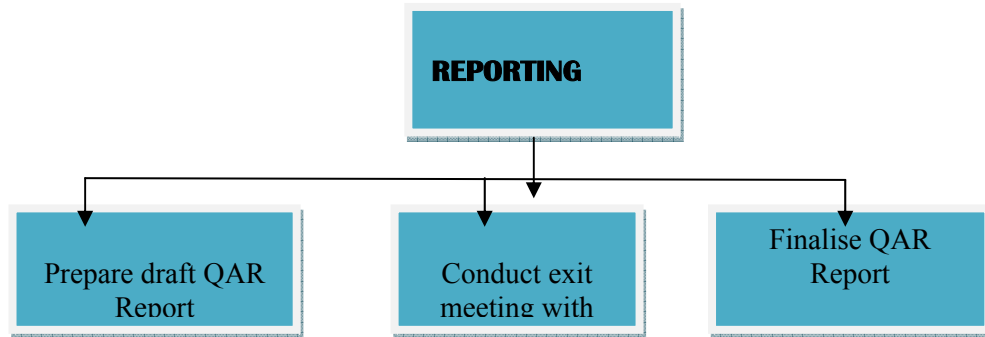 REPORTING
Prepare draft QAR
Report
Conduct exit
meeting with
Finalise QAR
Report